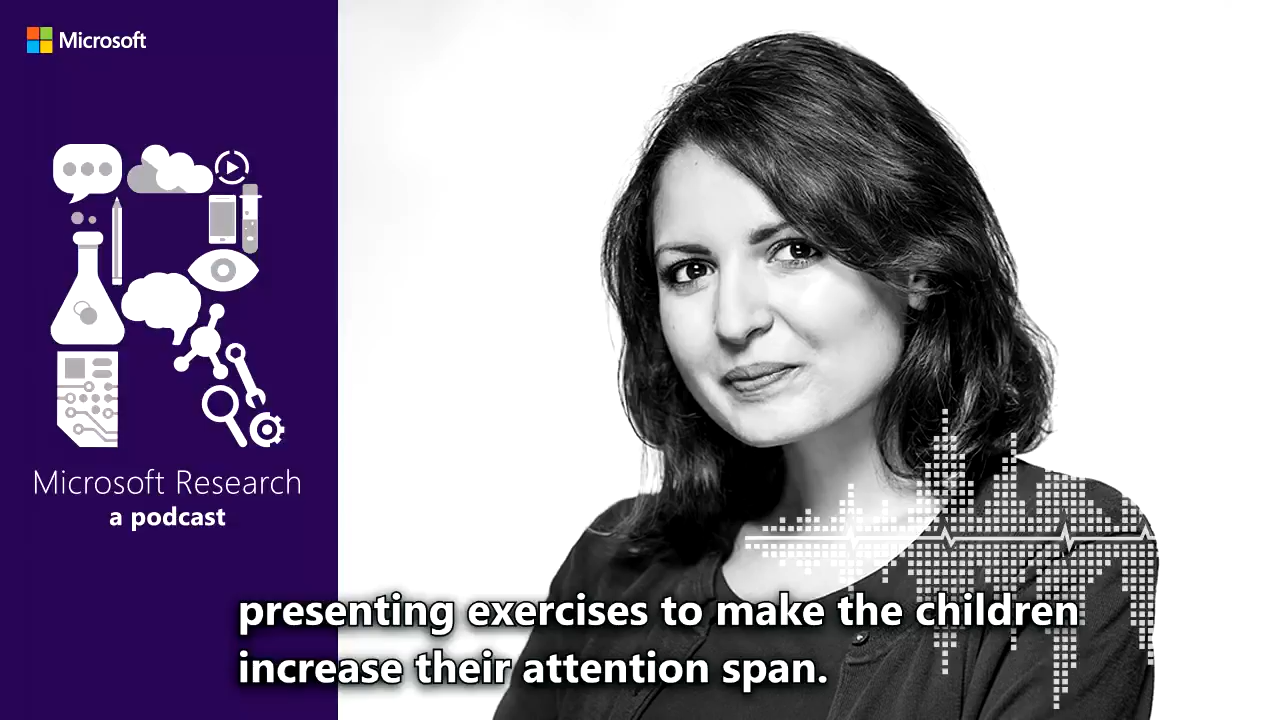 Microsoft
Microsoft Research
a podcast
presenting exercises to make the children
increase their attention span.